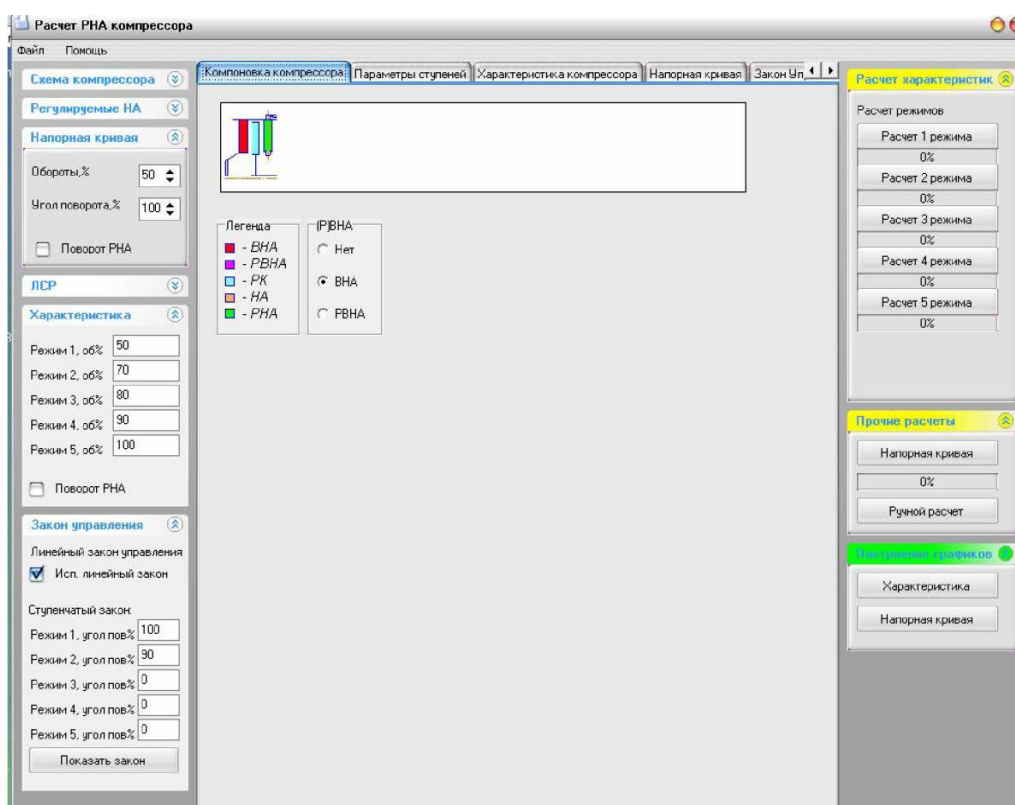 Расчет РНА компрессора
Файл Помощь
Схема компрессора
Регулируемые НА
Напорная кривая
Обороты,% 50
Угол поворота,% 100
Поворот РНА
ЛСР
Характеристика
Режим 1, об% 50
Режим 2, об% 70
Режим 3, об% 80
Режим 4, об% 90
Режим 5, об% 100
Поворот РНА
Закон управления
Линейный закон управления
Исп. линейный закон
Ступенчатый закон:
Режим 1, угол пов% 100
Режим 2, угол пов% 90
Режим 3, угол пов% 0
Режим 4, угол пов% 0
Режим 5, угол пов% 0
Показать закон
Компоновка компрессора Параметры ступеней Характеристика компрессора Напорная кривая Закон Уп
Легенда
- ВНА
- РВНА
- РК
- НА
- РНА
(Р)ВНА
Нет
ВНА
РВНА
Расчет характеристик
Расчет режимов
Расчет 1 режима
0%
Расчет 2 режима
0%
Расчет 3 режима
0%
Расчет 4 режима
0%
Расчет 5 режима
0%
Прочие расчеты
Напорная кривая
0%
Ручной расчет
Построение графиков
Характеристика
Напорная кривая